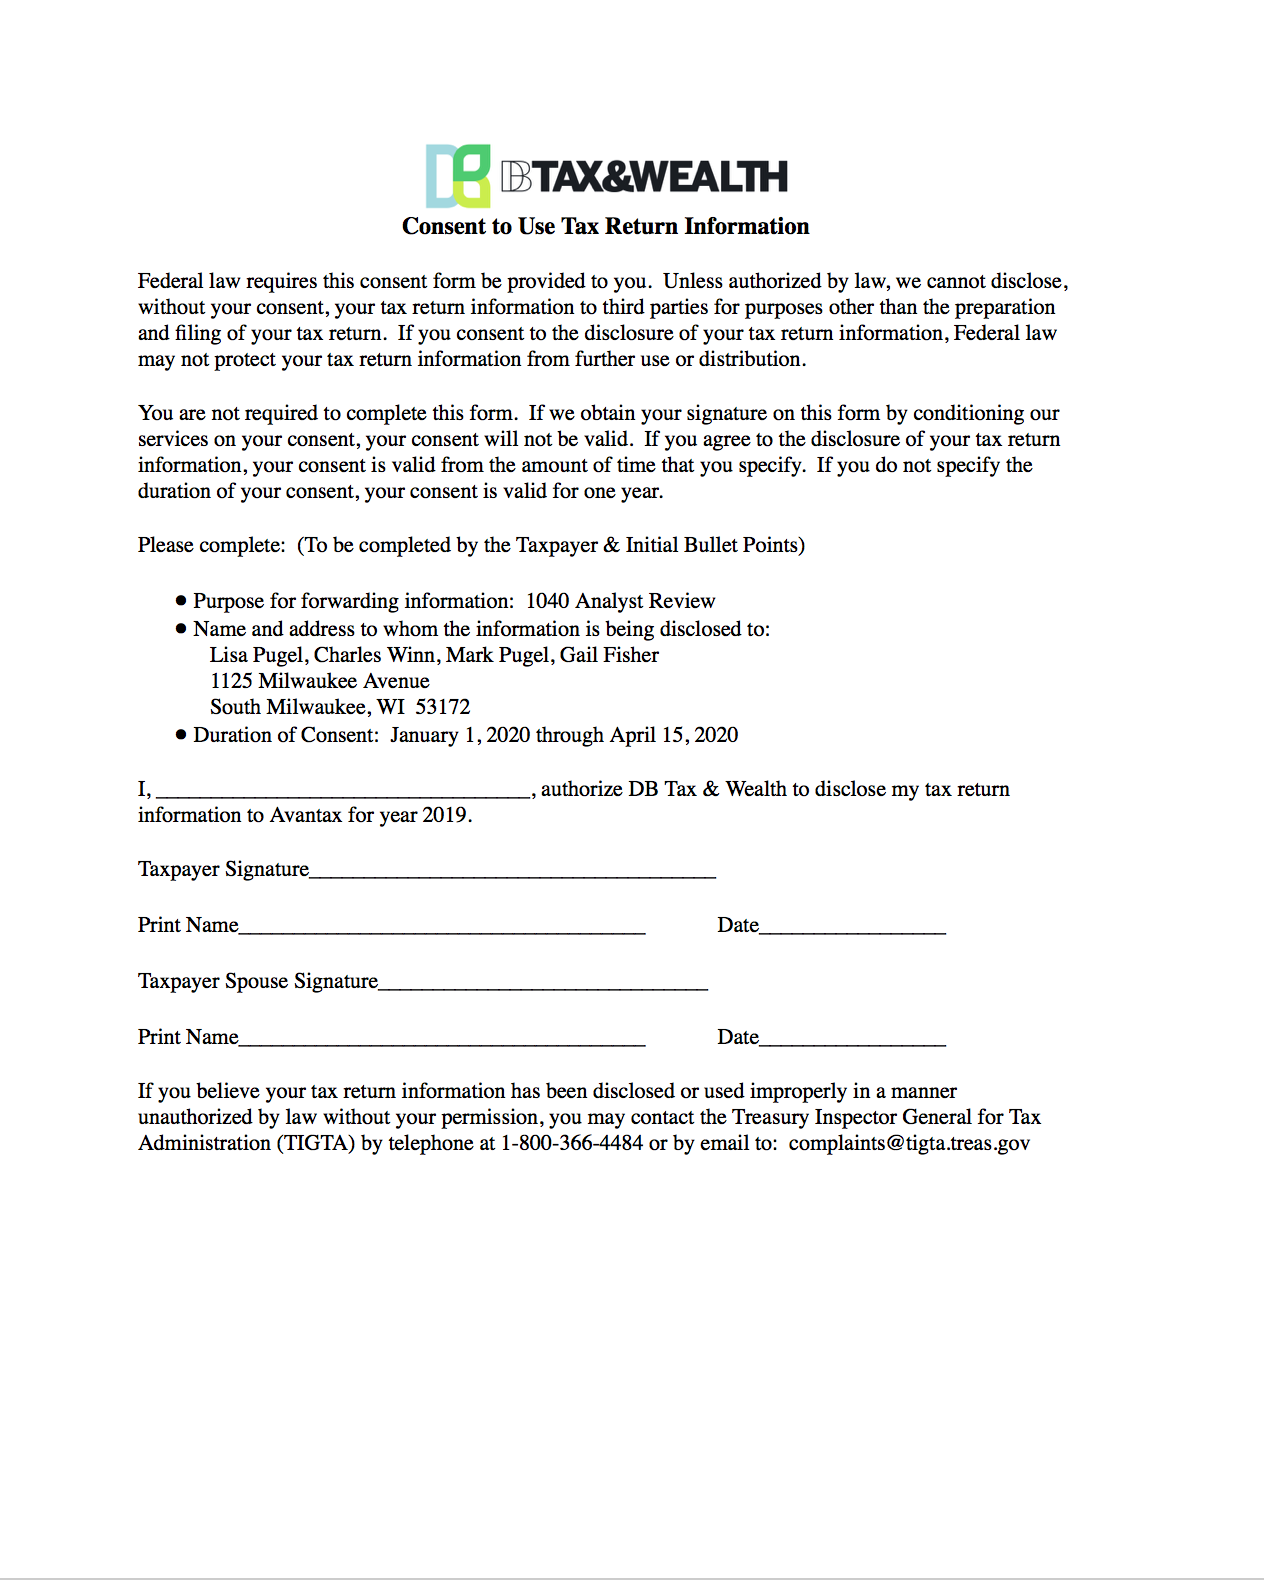 DB DBTAX&WEALTH
Consent to Use Tax Return Information
Federal law requires this consent form be provided to you.  Unless authorized by law, we cannot disclose,
without your consent, your tax return information to third parties for purposes other than the preparation
and filing of your tax return.  If you consent to the disclosure of your tax return information, Federal law
may not protect your tax return information from further use or distribution.
You are not required to complete this form.  If we obtain your signature on this form by conditioning our
services on your consent, your consent will not be valid.  If you agree to the disclosure of your tax return
information, your consent is valid from the amount of time that you specify.  If you do not specify the
duration of your consent, your consent is valid for one year.
Please complete:  (To be completed by the Taxpayer & Initial Bullet Points)
● Purpose for forwarding information:  1040 Analyst Review
● Name and address to whom the information is being disclosed to:
Lisa Pugel, Charles Winn, Mark Pugel, Gail Fisher
1125 Milwaukee Avenue
South Milwaukee, WI  53172
● Duration of Consent:  January 1, 2020 through April 15, 2020
I, __________________________________, authorize DB Tax & Wealth to disclose my tax return
information to Avantax for year 2019.
Taxpayer Signature_____________________________________
Print Name_____________________________________ Date_________________
Taxpayer Spouse Signature______________________________
Print Name_____________________________________ Date_________________
If you believe your tax return information has been disclosed or used improperly in a manner
unauthorized by law without your permission, you may contact the Treasury Inspector General for Tax
Administration (TIGTA) by telephone at 1-800-366-4484 or by email to:  complaints@tigta.treas.gov